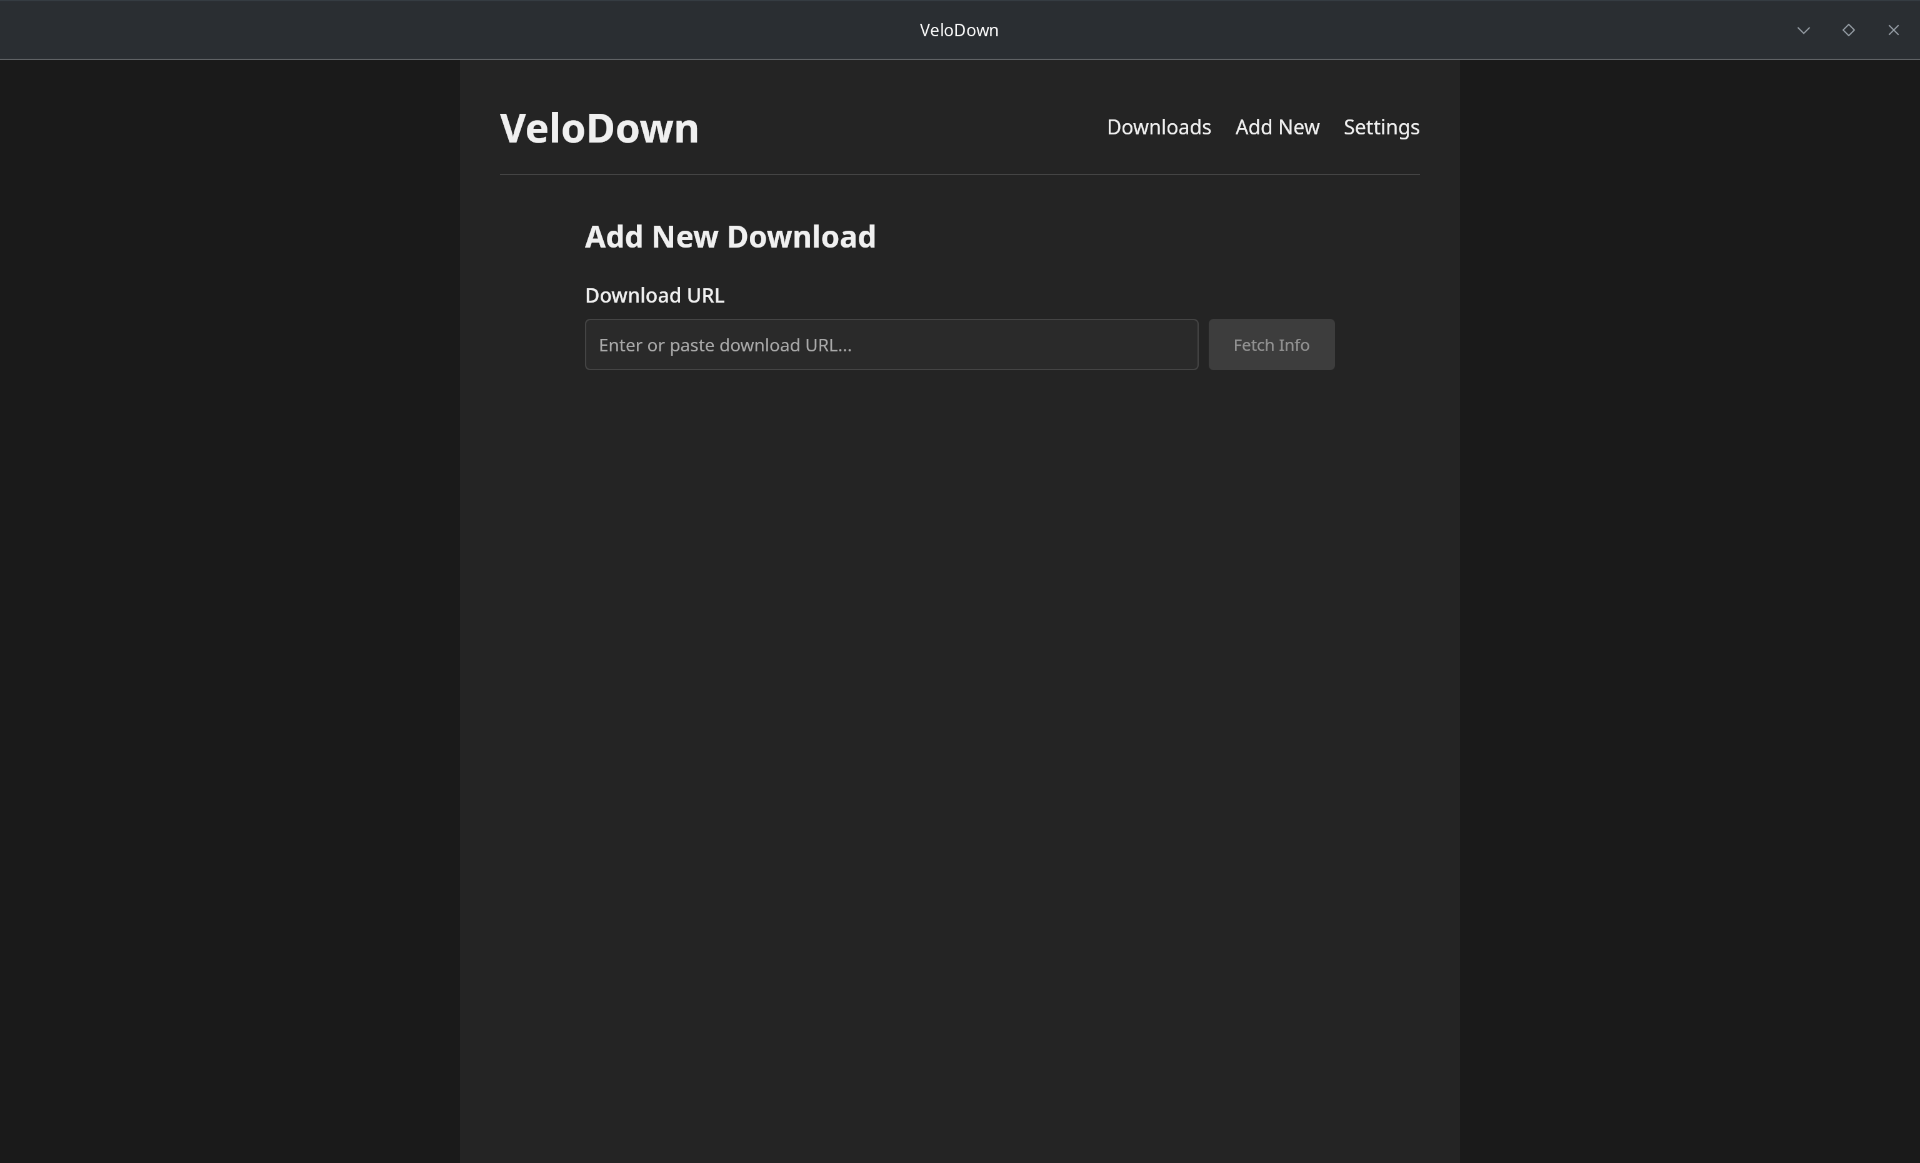 VeloDown
VeloDown
Downloads Add New Settings
Add New Download
Download URL
Enter or paste download URL...
Fetch Info